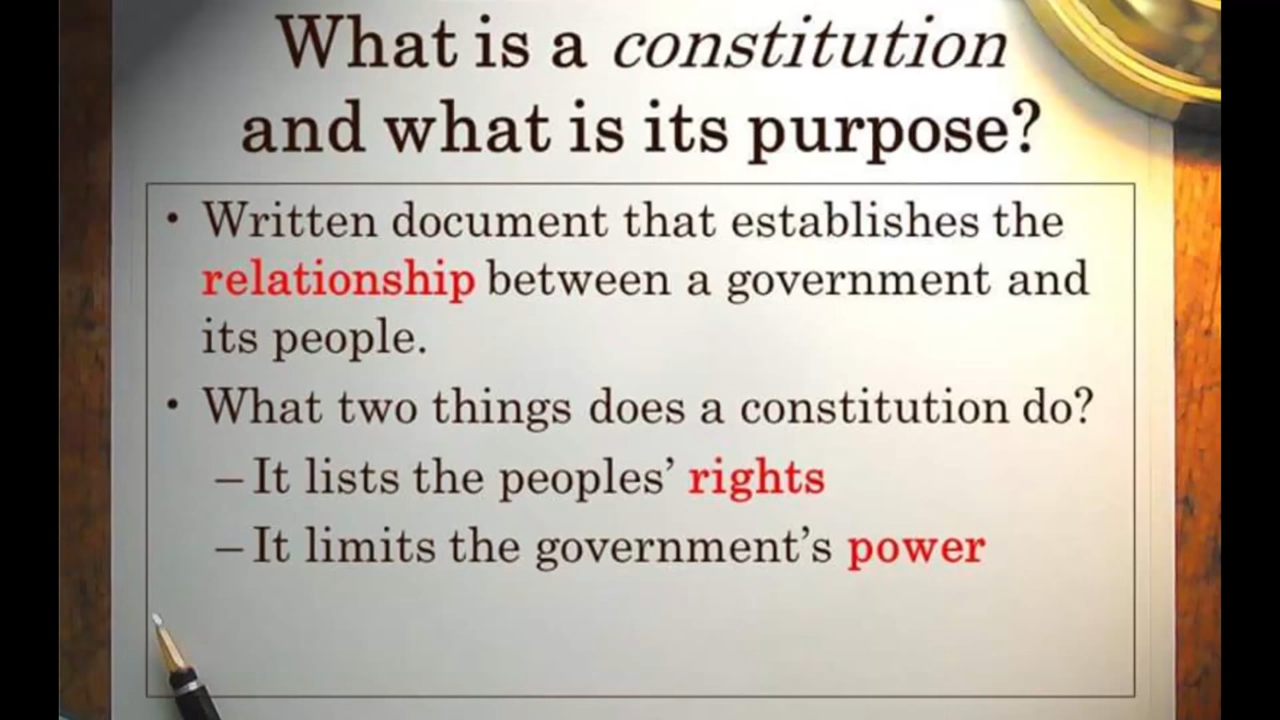 What is a constitution
and what is its purpose?
• Written document that establishes the
relationship between a government and
its people.
• What two things does a constitution do?
– It lists the peoples’ rights
– It limits the government’s power